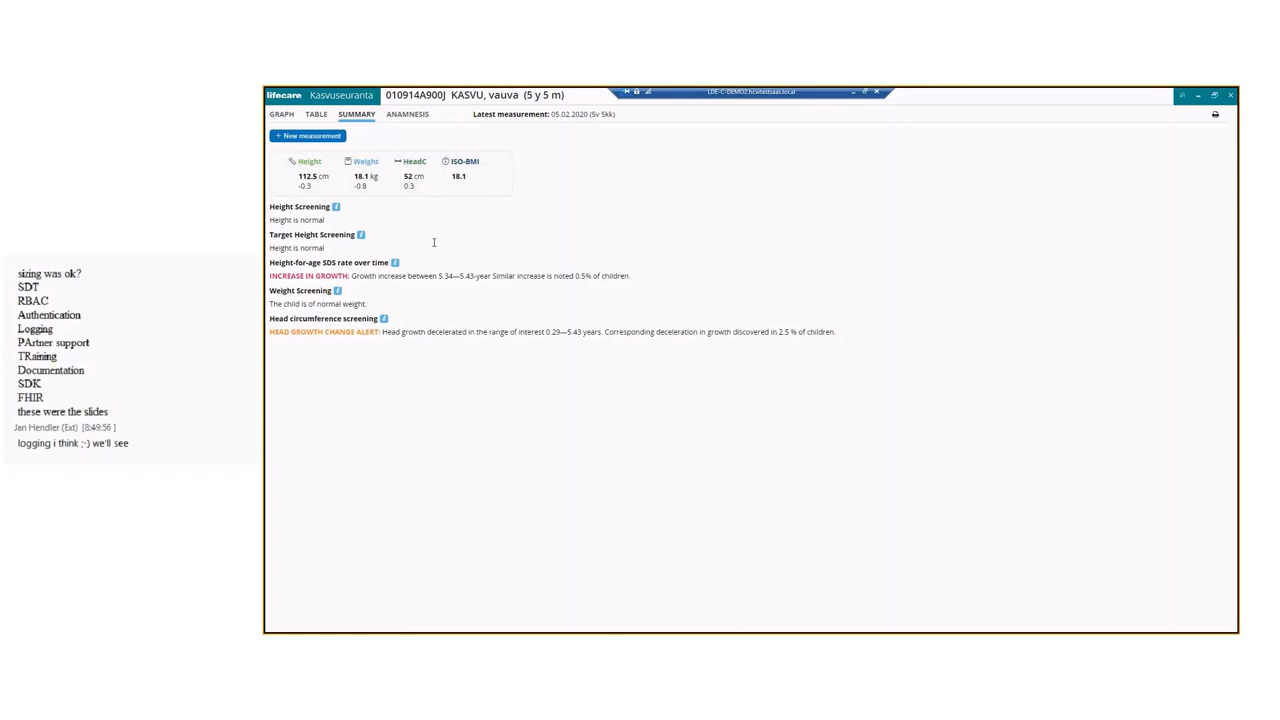 sizing was ok?
SDT
RBAC
Authentication
Logging
PArtner support
TRaining
Documentation
SDK
FHIR
these were the slides
Jan Hendler (Ext) [8:49:56 ]
logging i think ;-) we'll see
lifecare Kasvuseuranta 010914A900J KASVU, vauva (5 y 5 m)
LDE-C-DEMO2.hcwtestsaas.local
GRAPH TABLE SUMMARY ANAMNESIS Latest measurement: 05.02.2020 (5v 5kk)
+ New measurement
Height Weight HeadC ISO-BMI
112.5 cm 18.1 kg 52 cm 18.1
-0.3 -0.8 0.3
Height Screening i
Height is normal
Target Height Screening i
Height is normal
Height-for-age SDS rate over time i
INCREASE IN GROWTH: Growth increase between 5.34—5.43-year Similar increase is noted 0.5% of children.
Weight Screening i
The child is of normal weight.
Head circumference screening i
HEAD GROWTH CHANGE ALERT: Head growth decelerated in the range of interest 0.29—5.43 years. Corresponding deceleration in growth discovered in 2.5 % of children.